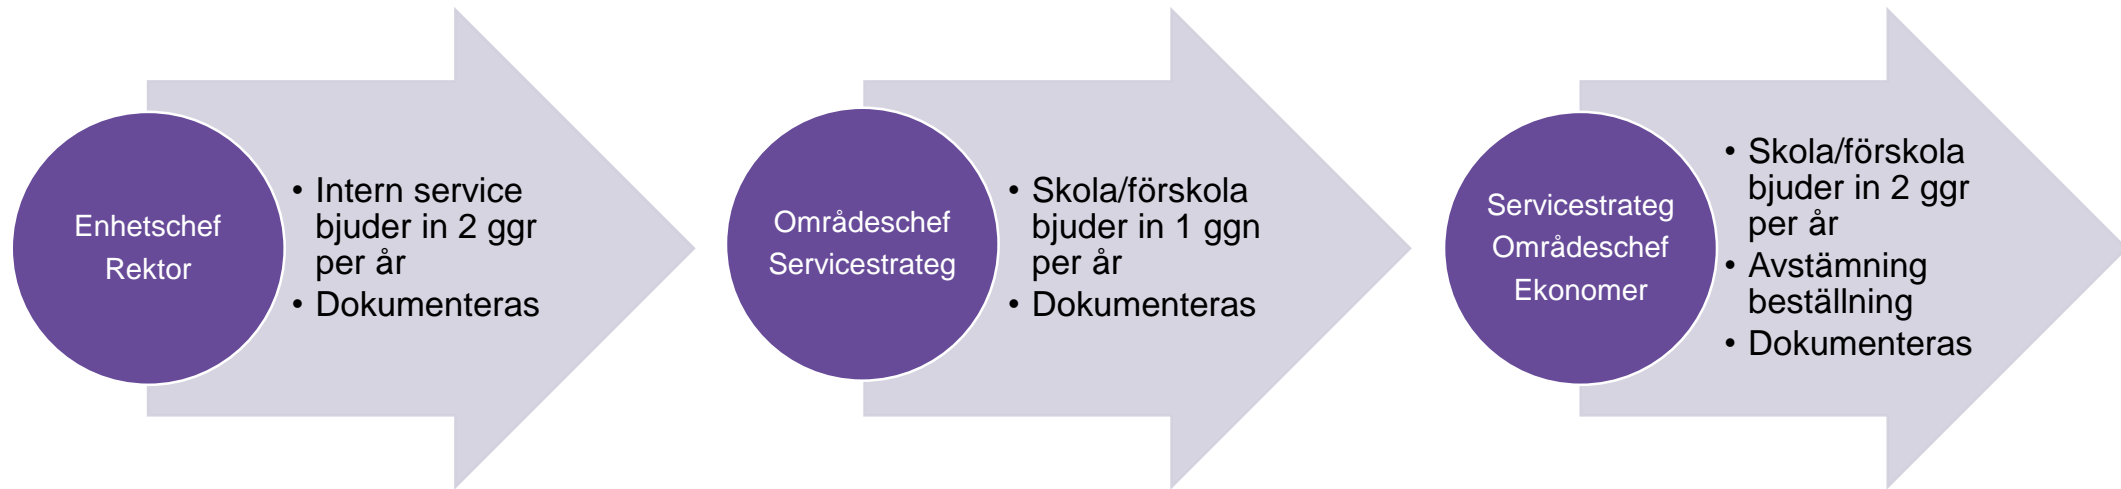 Enhetschef
Rektor
• Intern service
bjuder in 2 ggr
per år
• Dokumenteras
Områdeschef
Servicestrateg
• Skola/förskola
bjuder in 1 ggn
per år
• Dokumenteras
Servicestrateg
Områdeschef
Ekonomer
• Skola/förskola
bjuder in 2 ggr
per år
• Avstämning
beställning
• Dokumenteras